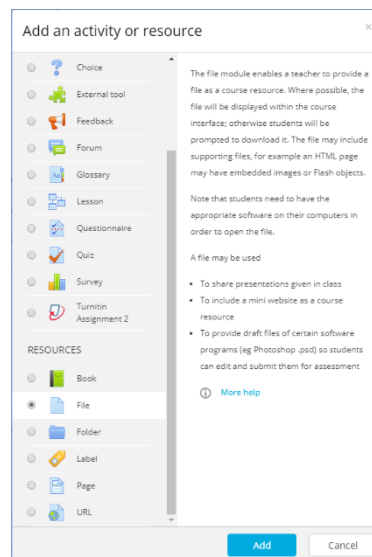 Add an activity or resource
×
Choice
External tool
Feedback
Forum
Glossary
Lesson
Questionnaire
Quiz
Survey
Turnitin
Assignment 2
RESOURCES
Book
File
Folder
Label
Page
URL
The file module enables a teacher to provide a
file as a course resource. Where possible, the
file will be displayed within the course
interface; otherwise students will be
prompted to download it. The file may include
supporting files, for example an HTML page
may have embedded images or Flash objects.
Note that students need to have the
appropriate software on their computers in
order to open the file.
A file may be used
• To share presentations given in class
• To include a mini website as a course
resource
• To provide draft files of certain software
programs (eg Photoshop .psd) so students
can edit and submit them for assessment
More help
Add
Cancel